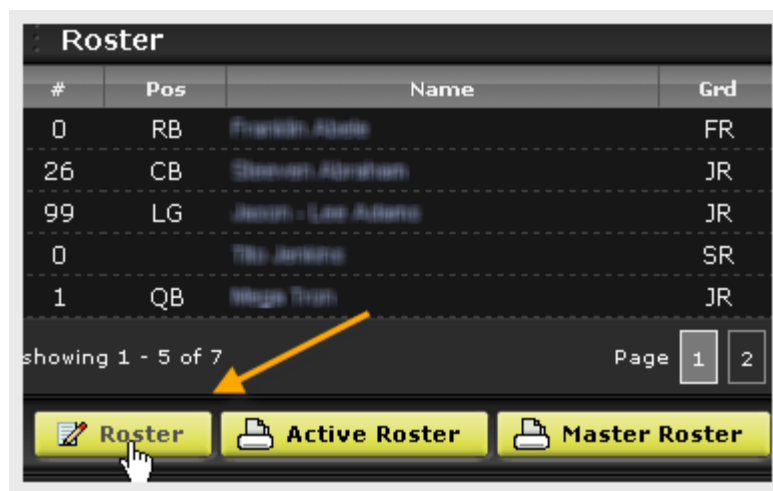 Roster
# Pos Name Grd
0 RB FR
26 CB JR
99 LG JR
0 SR
1 QB JR
showing 1 - 5 of 7 Page 1 2
Roster Active Roster Master Roster